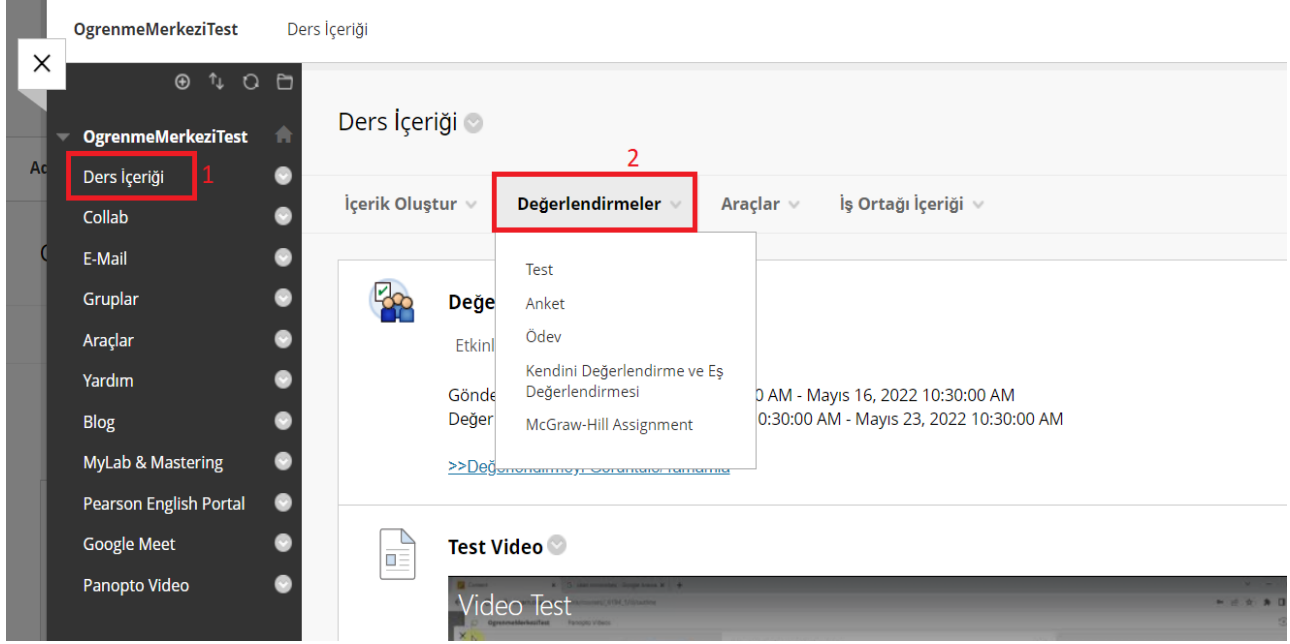 OgrenmeMerkeziTest Ders İçeriği
OgrenmeMerkeziTest
Ders İçeriği 1
Collab
E-Mail
Gruplar
Araçlar
Yardım
Blog
MyLab & Mastering
Pearson English Portal
Google Meet
Panopto Video
Ders İçeriği
2
İçerik Oluştur Değerlendirmeler Araçlar İş Ortağı İçeriği
Test
Anket
Ödev
Kendini Değerlendirme ve Eş
Değerlendirmesi
McGraw-Hill Assignment
0 AM - Mayıs 16, 2022 10:30:00 AM
0:30:00 AM - Mayıs 23, 2022 10:30:00 AM
Test Video
Video Test